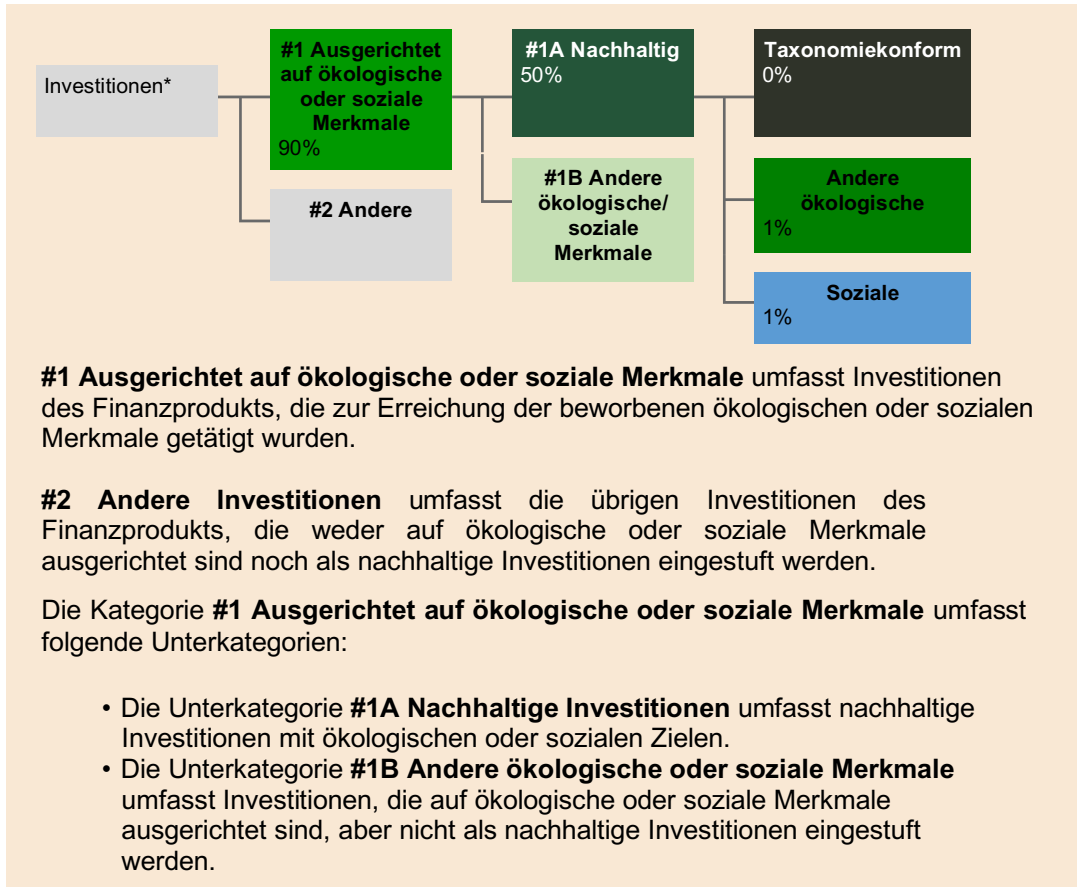 Investitionen*
#1 Ausgerichtet
auf ökologische
oder soziale
Merkmale
90%
#2 Andere
#1A Nachhaltig
50%
#1B Andere
ökologische/
soziale
Merkmale
Taxonomiekonform
0%
Andere
ökologische
1%
Soziale
1%
#1 Ausgerichtet auf ökologische oder soziale Merkmale umfasst Investitionen
des Finanzprodukts, die zur Erreichung der beworbenen ökologischen oder sozialen
Merkmale getätigt wurden.
#2 Andere Investitionen umfasst die übrigen Investitionen des
Finanzprodukts, die weder auf ökologische oder soziale Merkmale
ausgerichtet sind noch als nachhaltige Investitionen eingestuft werden.
Die Kategorie #1 Ausgerichtet auf ökologische oder soziale Merkmale umfasst
folgende Unterkategorien:
• Die Unterkategorie #1A Nachhaltige Investitionen umfasst nachhaltige
Investitionen mit ökologischen oder sozialen Zielen.
• Die Unterkategorie #1B Andere ökologische oder soziale Merkmale
umfasst Investitionen, die auf ökologische oder soziale Merkmale
ausgerichtet sind, aber nicht als nachhaltige Investitionen eingestuft
werden.